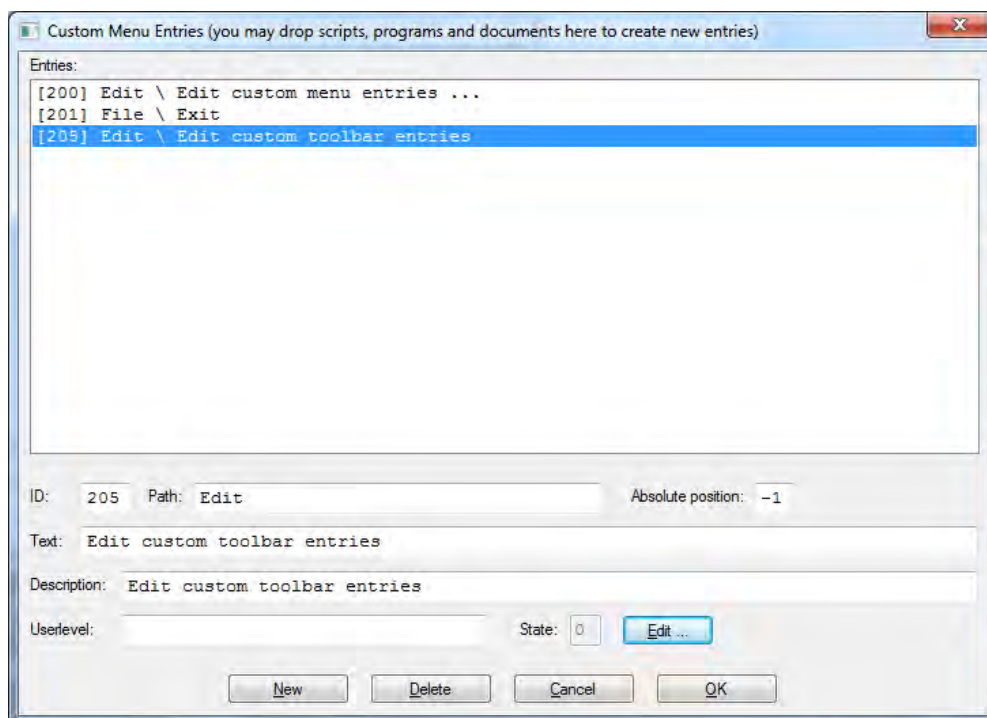 Custom Menu Entries (you may drop scripts, programs and documents here to create new entries)
Entries:
[200] Edit \ Edit custom menu entries ...
[201] File \ Exit
[205] Edit \ Edit custom toolbar entries
ID: 205 Path: Edit Absolute position: -1
Text: Edit custom toolbar entries
Description: Edit custom toolbar entries
Userlevel: State: 0 Edit ...
New Delete Cancel OK